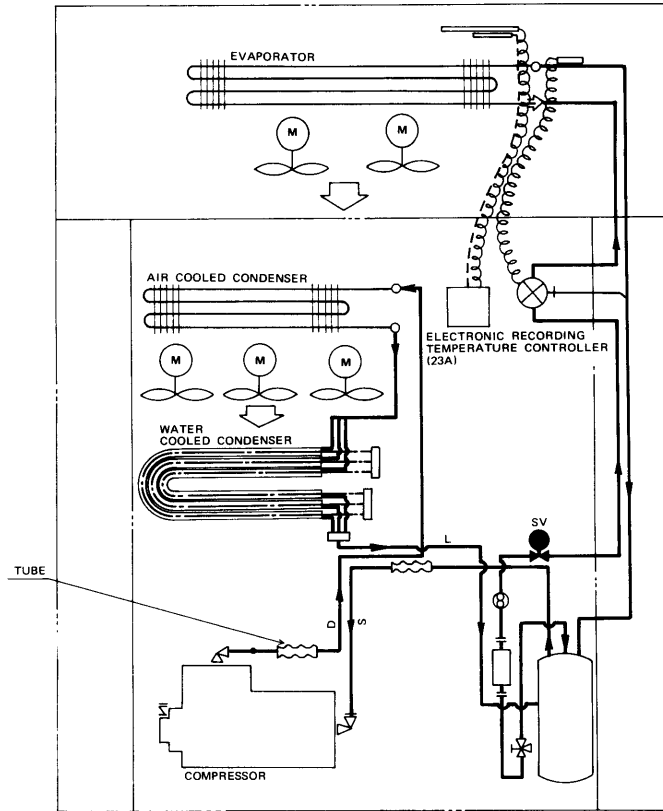 EVAPORATOR
M
M
AIR COOLED CONDENSER
ELECTRONIC RECORDING
TEMPERATURE CONTROLLER
(23A)
M
M
M
WATER
COOLED CONDENSER
SV
L
TUBE
D
S
COMPRESSOR